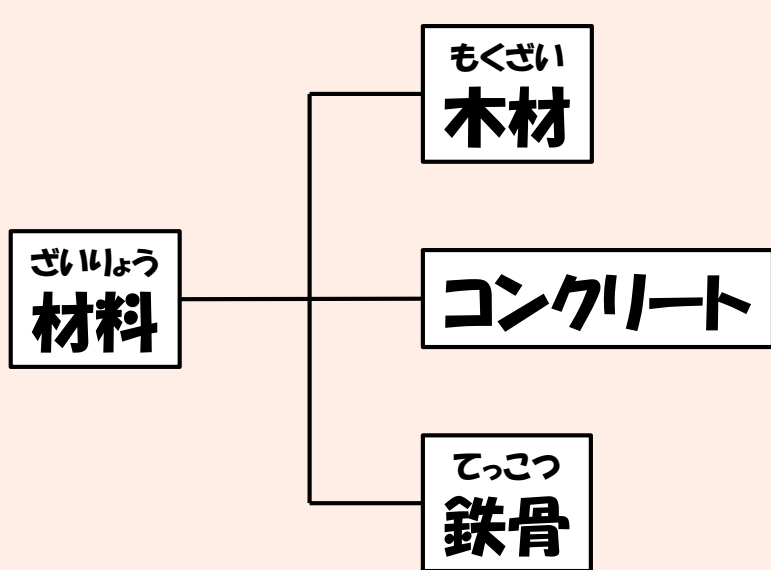 ざいりょう
材料
もくざい
木材
コンクリート
てっこつ
鉄骨